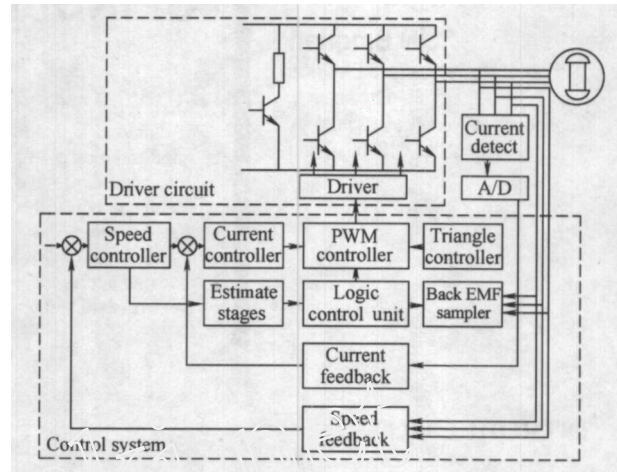 Current
detect
A/D
Driver circuit
Driver
Speed
controller
Current
controller
PWM
controller
Triangle
controller
Estimate
stages
Logic
control unit
Back EMF
sampler
Current
feedback
Speed
feedback
Control system